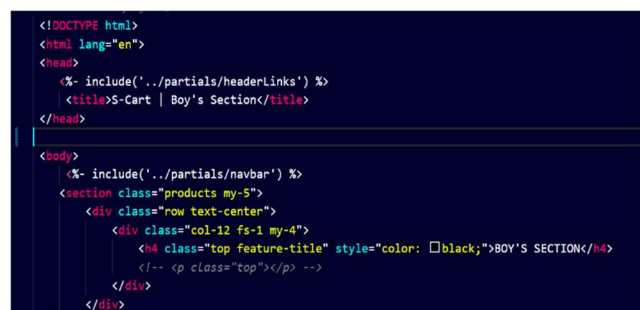 <!DOCTYPE html>
<html lang="en">
<head>
<%- include('../partials/headerLinks') %>
<title>S-Cart | Boy's Section</title>
</head>
<body>
<%- include('../partials/navbar') %>
<section class="products my-5">
<div class="row text-center">
<div class="col-12 fs-1 my-4">
<h4 class="top feature-title" style="color: black;">BOY'S SECTION</h4>
<!-- <p class="top"></p> -->
</div>
</div>